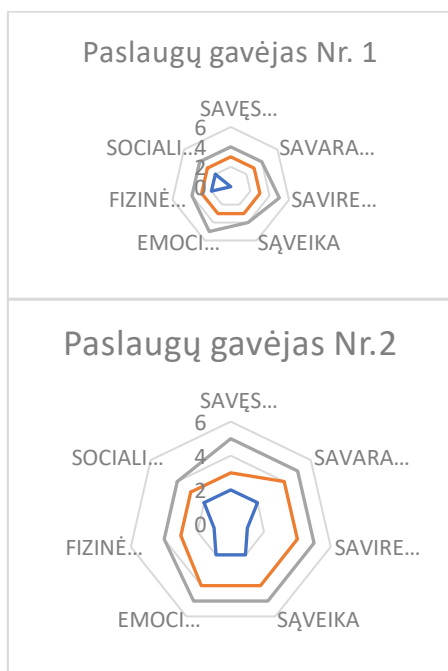 Paslaugų gavėjas Nr. 1
SAVĘS...
6
SOCIALI...
4
SAVARA...
2
0
FIZINĖ...
SAVIRE...
EMOCI...
SĄVEIKA
Paslaugų gavėjas Nr.2
SAVĘS...
6
SOCIALI...
4
SAVARA...
2
0
FIZINĖ...
SAVIRE...
EMOCI...
SĄVEIKA